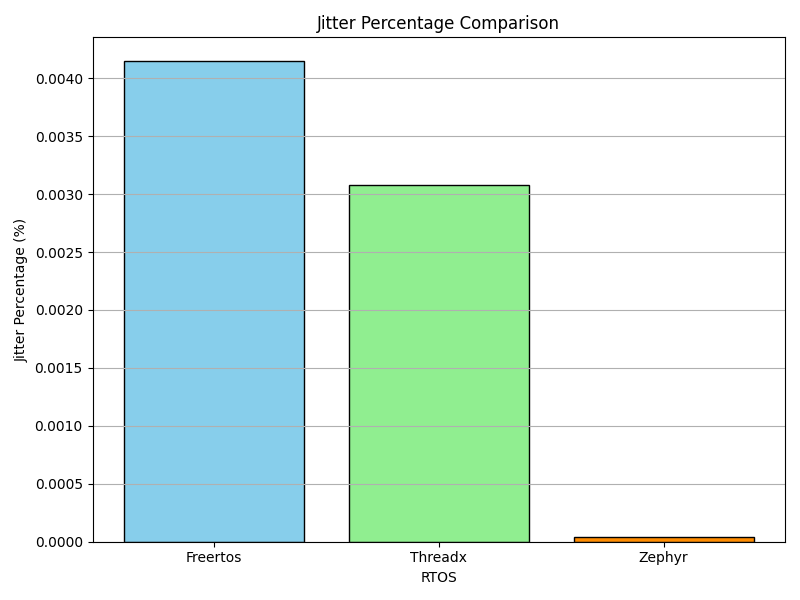 Jitter Percentage Comparison
Jitter Percentage (%)
0.0040
0.0035
0.0030
0.0025
0.0020
0.0015
0.0010
0.0005
0.0000
Freertos
Threadx
Zephyr
RTOS